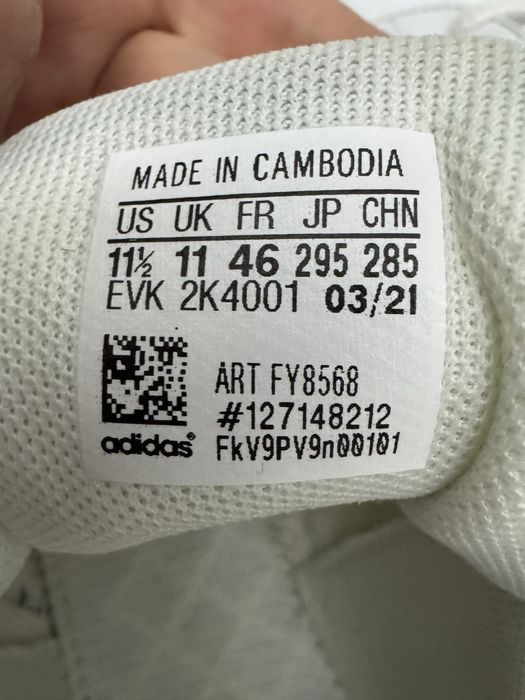 MADE IN CAMBODIA
US UK FR JP CHN
11½ 11 46 295 285
EVK 2K4001 03/21
ART FY8568
#127148212
adidas® FkV9PV9n00101